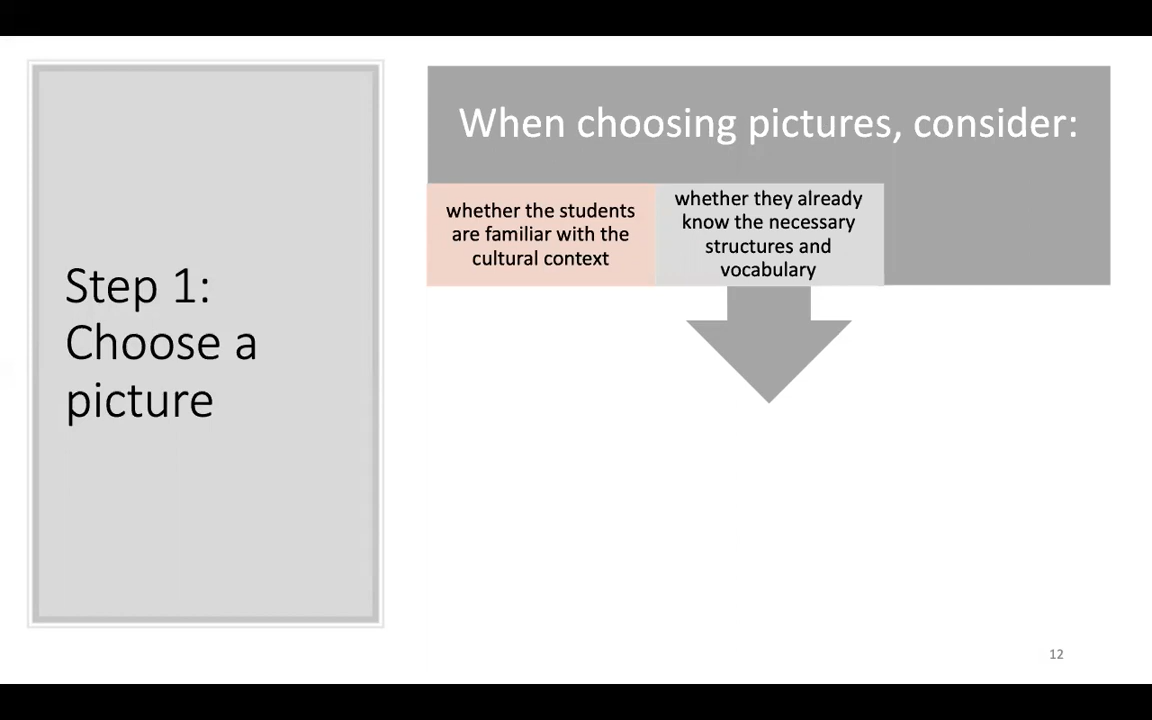 Step 1:
Choose a
picture
When choosing pictures, consider:
whether the students
are familiar with the
cultural context
whether they already
know the necessary
structures and
vocabulary
12